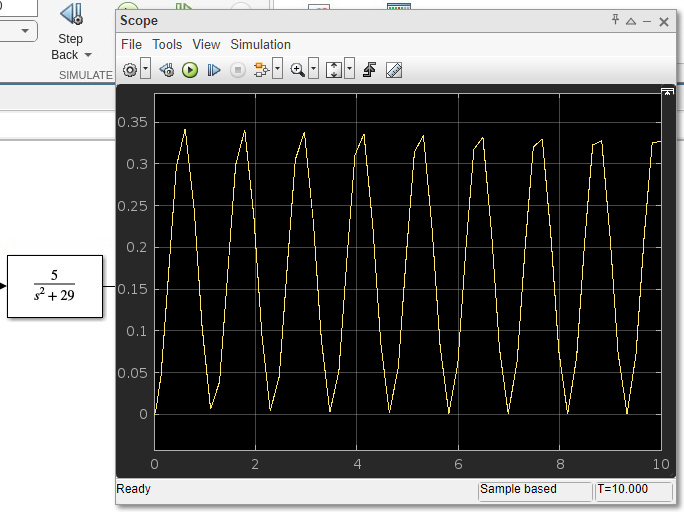 0
Step
Back
SIMULATE
Scope
File Tools View Simulation
0.35
0.3
0.25
0.2
0.15
0.1
0.05
0
0 2 4 6 8 10
5
s² + 29
Ready
Sample based
T=10.000